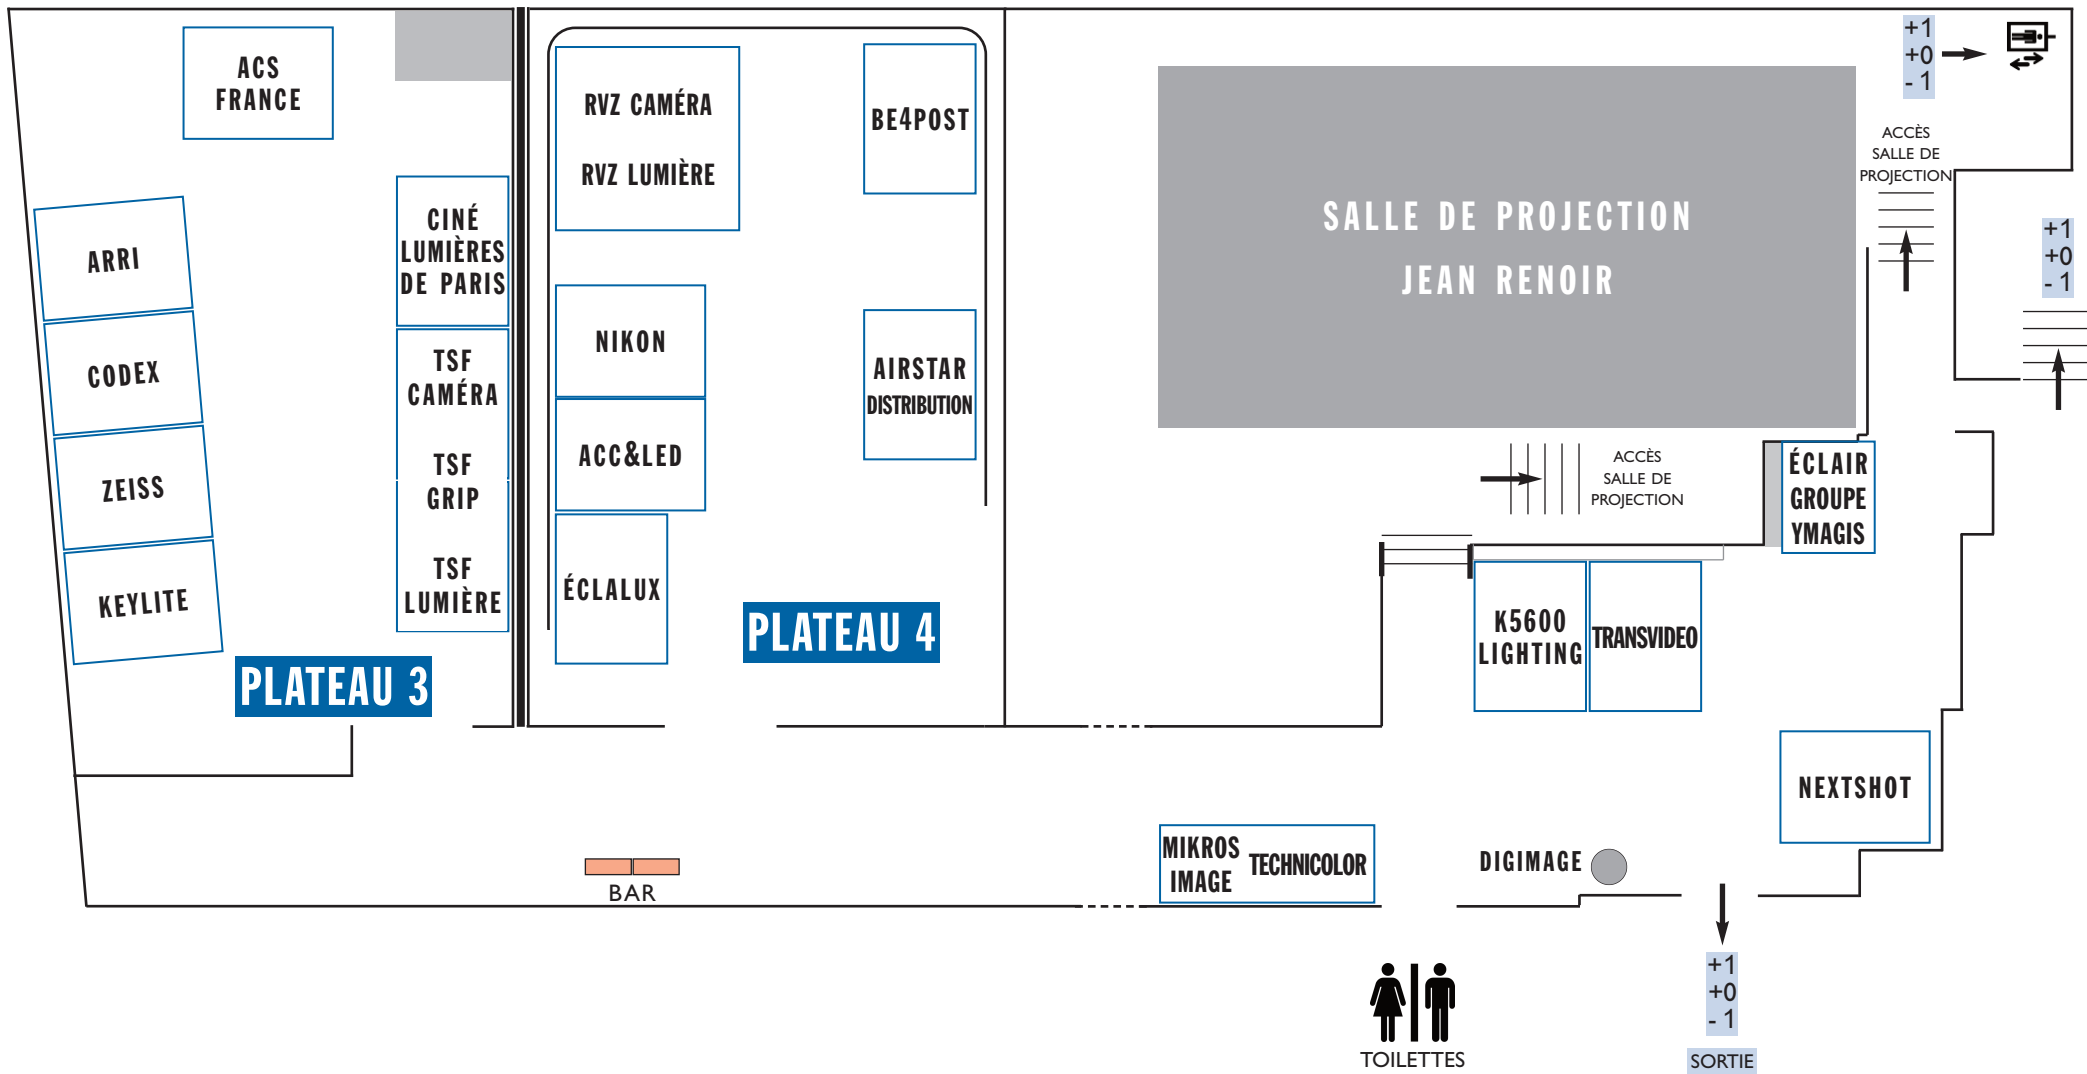 ACS
FRANCE
ARRI
CODEX
ZEISS
KEYLITE
CINÉ
LUMIÈRES
DE PARIS
TSF
CAMÉRA
TSF
GRIP
TSF
LUMIÈRE
PLATEAU 3
RVZ CAMÉRA
RVZ LUMIÈRE
NIKON
ACC&LED
ÉCLALUX
BE4POST
AIRSTAR
DISTRIBUTION
PLATEAU 4
SALLE DE PROJECTION
JEAN RENOIR
+1
+0
- 1
ACCÈS
SALLE DE
PROJECTION
+1
+0
- 1
ACCÈS
SALLE DE
PROJECTION
ÉCLAIR
GROUPE
YMAGIS
K5600
LIGHTING
TRANSVIDEO
NEXTSHOT
MIKROS
IMAGE
TECHNICOLOR
DIGIMAGE
BAR
TOILETTES
+1
+0
- 1
SORTIE